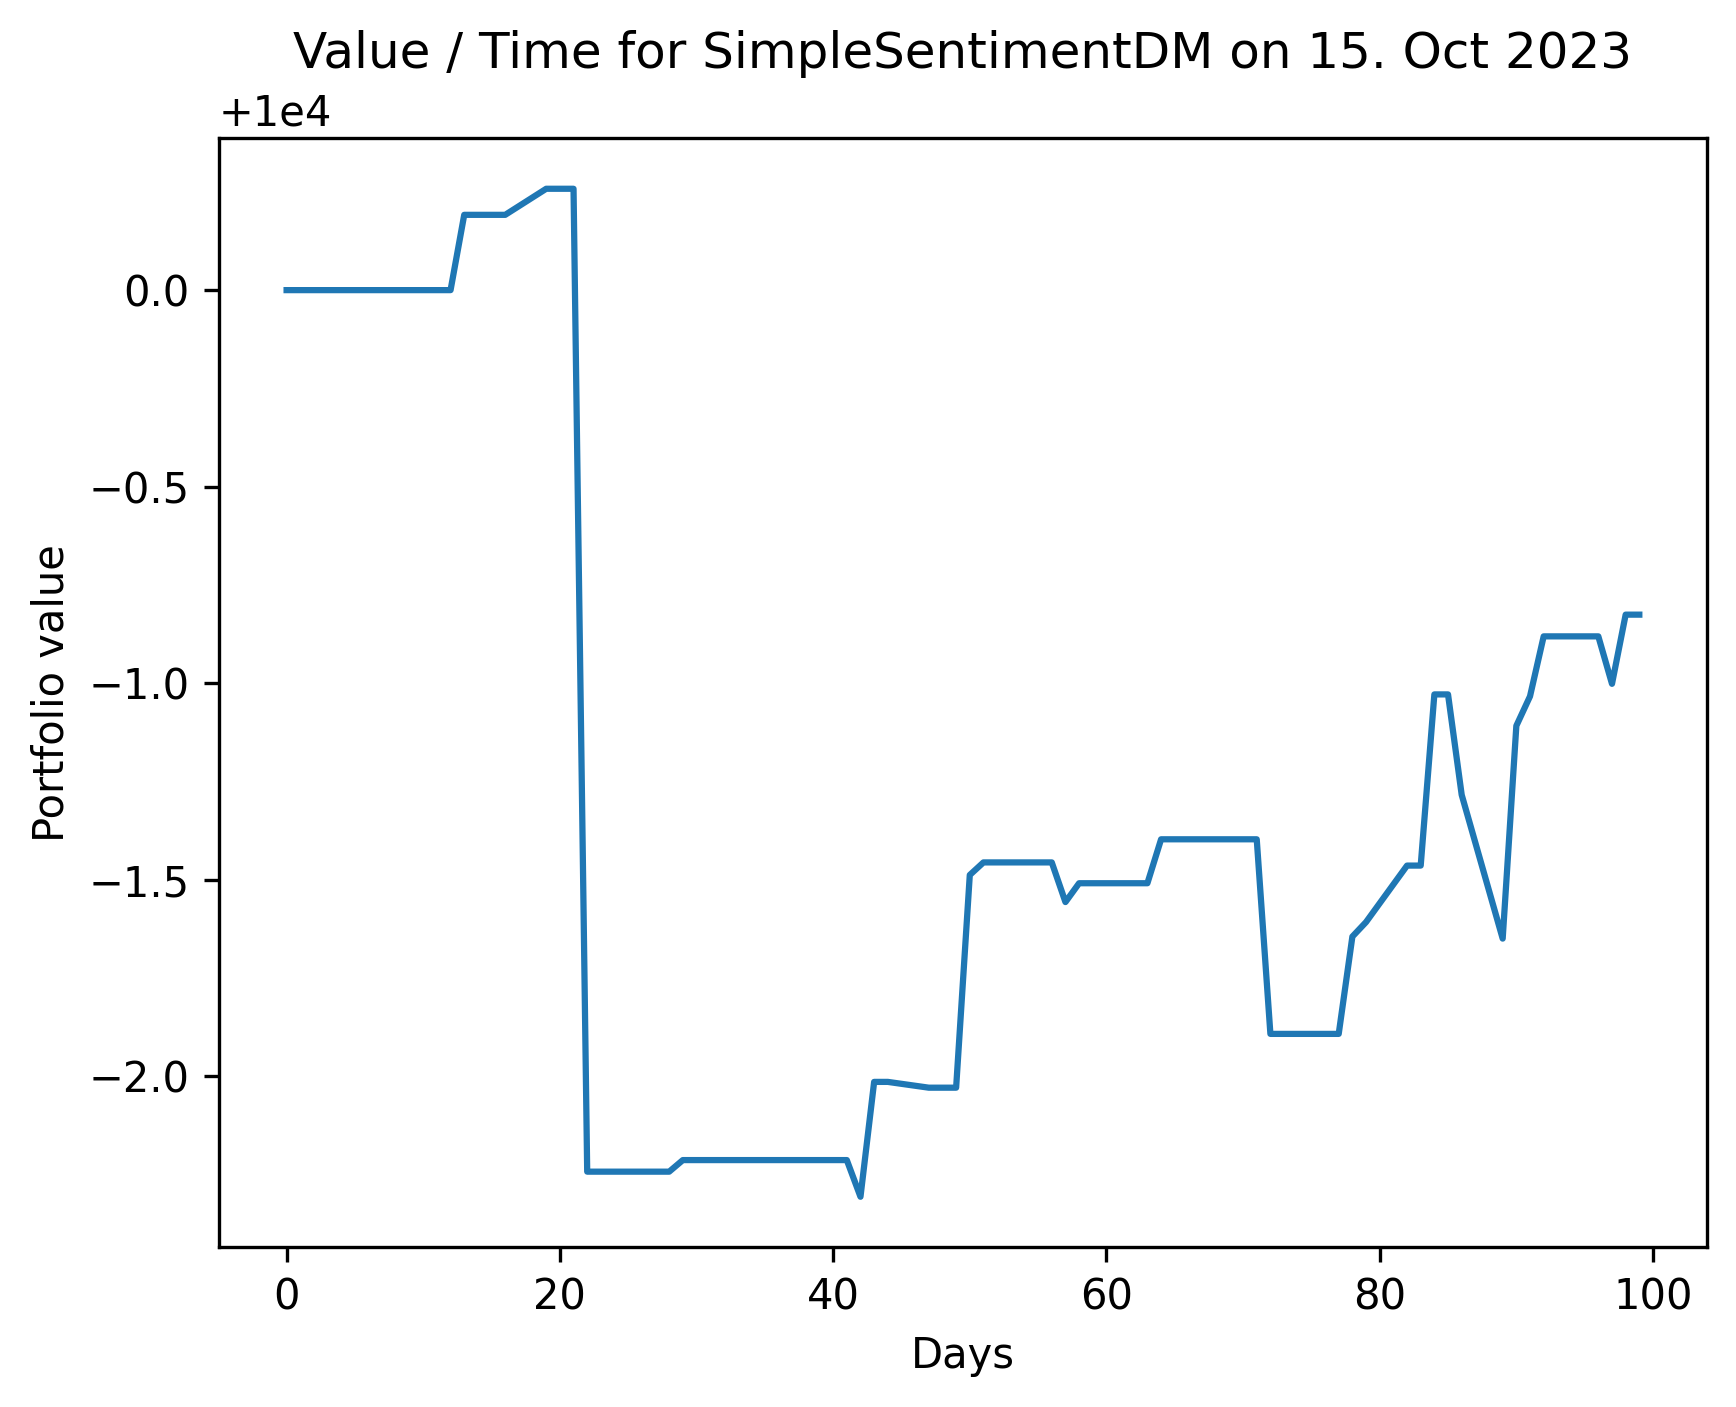 Value / Time for SimpleSentimentDM on 15. Oct 2023
+1e4
0.0
−0.5
−1.0
−1.5
−2.0
Portfolio value
0 20 40 60 80 100
Days